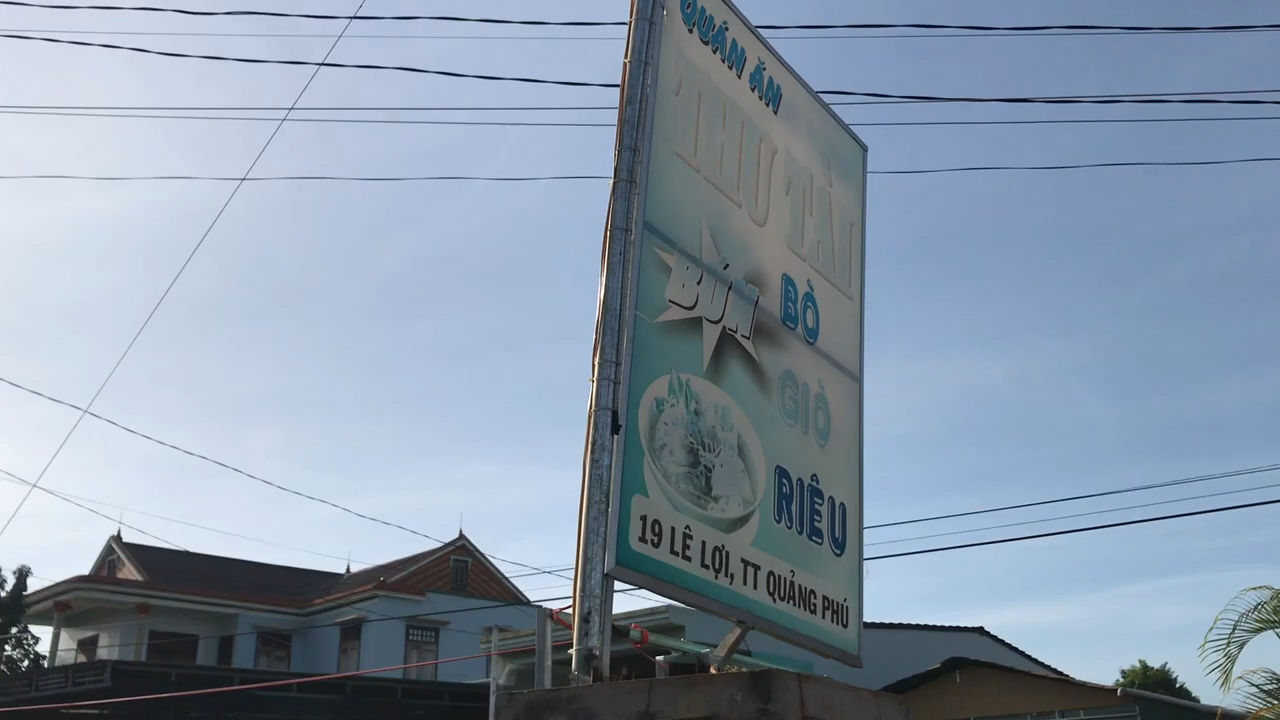 QUÁN ĂN
THU TÀI
BÚN
BÒ
GIÒ
RIÊU
19 LÊ LỢI, TT QUẢNG PHÚ